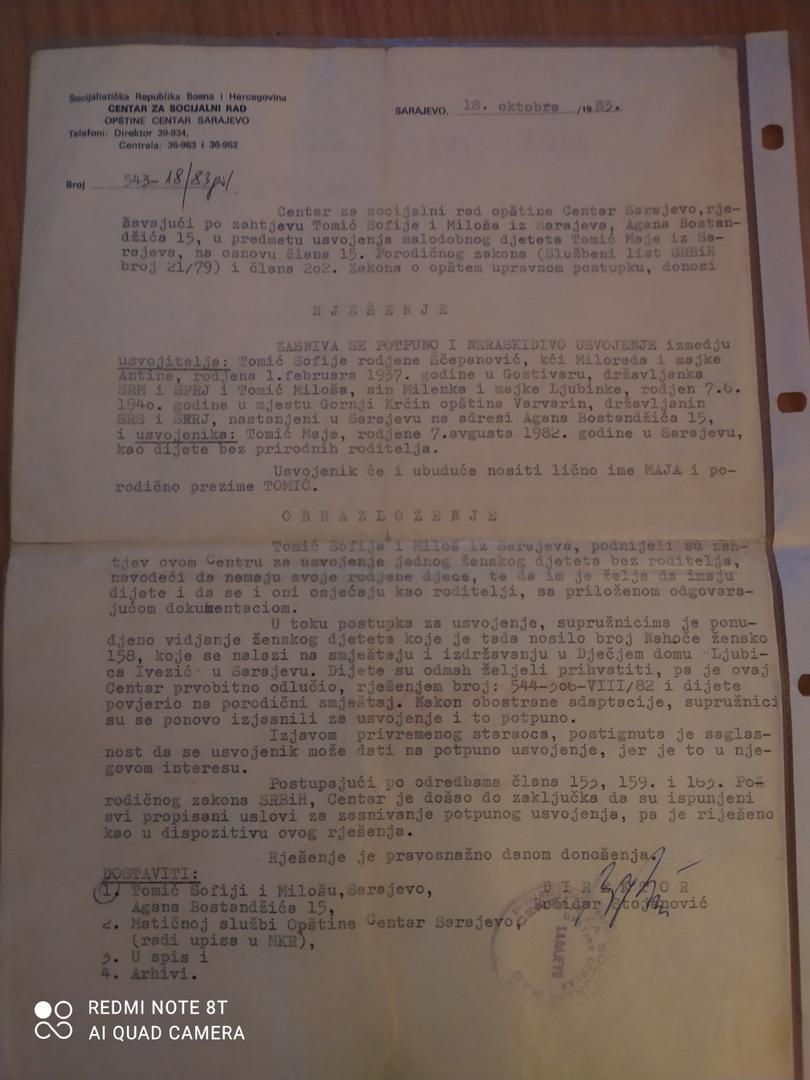 Socijalistička Republika Bosna i Hercegovina
CENTAR ZA SOCIJALNI RAD
OPŠTINE CENTAR SARAJEVO
Telefoni: Direktor 39-934,
Centrala: 36-963 i 36-962
SARAJEVO, 18. oktobra /1983.
Broj 543-18/83
Centar za socijalni rad opštine Centar Sarajevo,rje-
šavajući po zahtjevu Tomić Sofije i Miloša iz Sarajeva, Agana Bostan-
džića 15, u predmetu usvojenja malodobnog djeteta Tomić Maje iz Sa-
rajeva, na osnovu člana 15. Porodičnog zakona (Službeni list SRBiH
broj 21/79) i člana 2o2. Zakona o opštem upravnom postupku, donosi
R J E Š E N J E
ZASNIVA SE POTPUNO I NERASKIDIVO USVOJENJE izmedju
usvojitelja: Tomić Sofije rodjene Šćepanović, kći Milorada i majke
Antine, rodjena 1.februara 1937. godine u Gostivaru, državljanka
SRM i SFRJ i Tomić Miloša, sin Milenka i majke Ljubinke, rodjen 7.6.
194o. godine u mjestu Gornji Krčin opština Varvarin, državljanin
SRS i SFRJ, nastanjeni u Sarajevu na adresi Agana Bostandžića 15,
i usvojenika: Tomić Maje, rodjene 7.avgusta 1982. godine u Sarajevu,
kao dijete bez prirodnih roditelja.
Usvojenik će i ubuduće nositi lično ime MAJA i po-
rodično prezime TOMIĆ.
O B R A Z L O Ž E N J E
Tomić Sofija i Miloš iz Sarajeva, podnijeli su zah-
tjev ovom Centru za usvojenje jednog ženskog djeteta bez roditelja,
navodeći da nemaju svoje rodjene djece, te da im je želja da imaju
dijete i da se i oni osjećaju kao roditelji, sa priloženom odgovara-
jućom dokumentaciom.
U toku postupka za usvojenje, supružnicima je ponu-
djeno vidjanje ženskog djeteta koje je tada nosilo broj Nahoče žensko
158, koje se nalazi na smještaju i izdržavanju u Dječjem domu "Ljubi-
ca Ivezić" u Sarajevu. Dijete su odmah željeli prihvatiti, pa je ovaj
Centar prvobitno odlučio, rješenjem broj: 544-3o6-VIII/82 i dijete
povjerio na porodični smještaj. Nakon obostrane adaptacije, supružnici
su se ponovo izjasnili za usvojenje i to potpuno.
Izjavom privremenog staraoca, postignuta je saglas-
nost da se usvojenik može dati na potpuno usvojenje, jer je to u nje-
govom interesu.
Postupajući po odredbama člana 153, 159. i 163. Po-
rodičnog zakona SRBiH, Centar je došao do zaključka da su ispunjeni
svi propisani uslovi za zasnivanje potpunog usvojenja, pa je riješeno
kao u dispozitivu ovog rješenja.
Rješenje je pravosnažno danom donošenja.
DOSTAVITI:
1. Tomić Sofiji i Milošu,Sarajevo,
Agana Bostandžića 15,
2. Matičnoj službi Opštine Centar Sarajevo,
(radi upisa u MKR),
3. U spis i
4. Arhivi.
D I R E K T O R
Božidar Stojanović
SARAJEVO
REDMI NOTE 8T
AI QUAD CAMERA